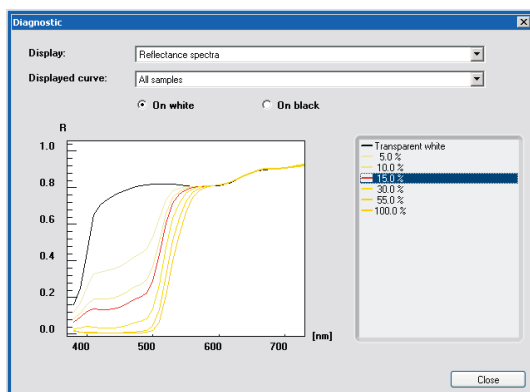 Diagnostic
Display:
Reflectance spectra
Displayed curve:
All samples
On white
On black
R
1.0
0.8
0.6
0.4
0.2
0.0
400
500
600
700
[nm]
Transparent white
5.0 %
10.0 %
15.0 %
30.0 %
55.0 %
100.0 %
Close